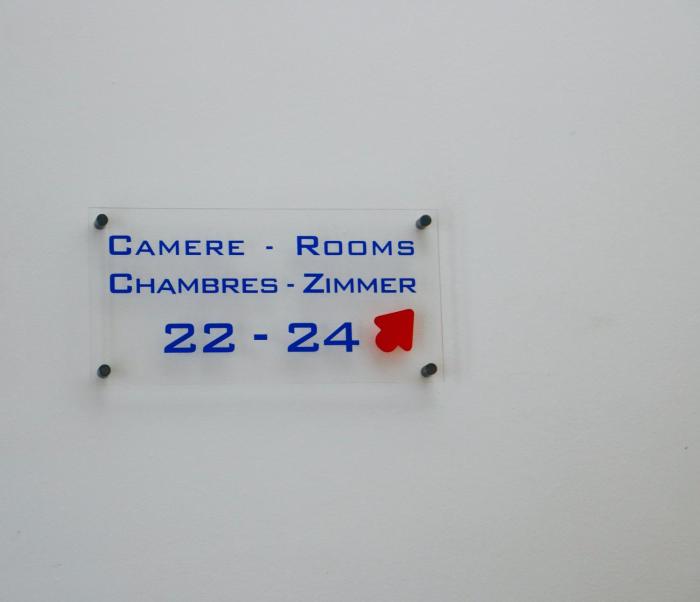 Camere - Rooms
Chambres - Zimmer
22 - 24